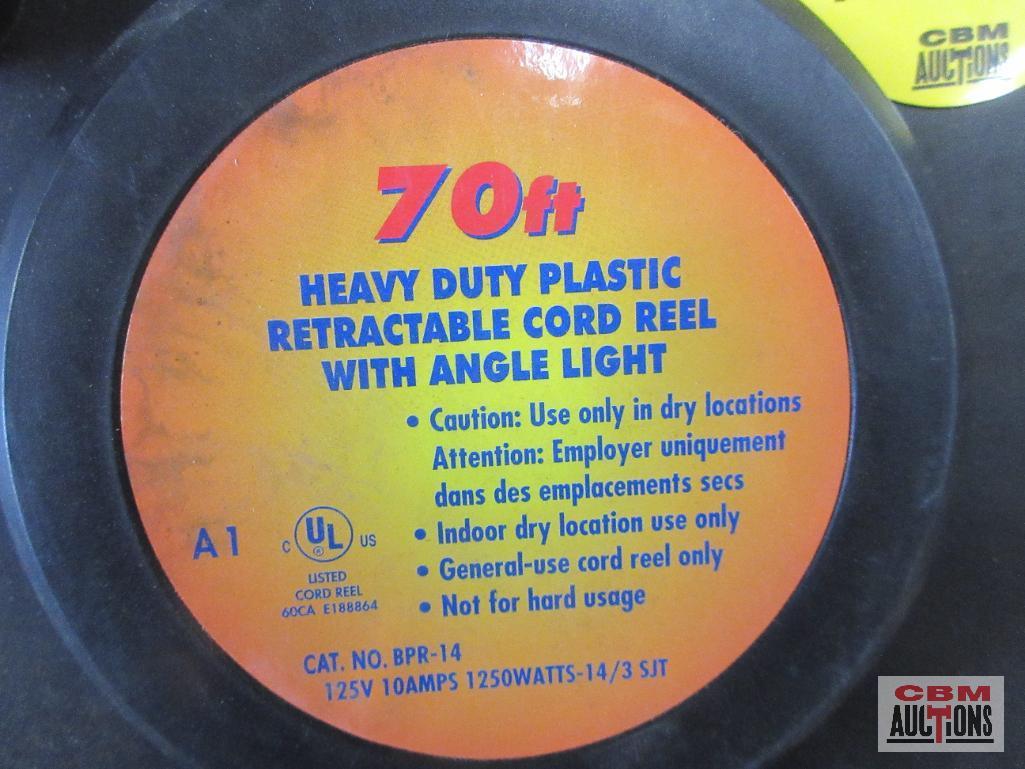 CBM
AUCTIONS
70ft
HEAVY DUTY PLASTIC
RETRACTABLE CORD REEL
WITH ANGLE LIGHT
• Caution: Use only in dry locations
Attention: Employer uniquement
dans des emplacements secs
• Indoor dry location use only
• General-use cord reel only
• Not for hard usage
A1
C UL US
®
LISTED
CORD REEL
60CA E188864
CAT. NO. BPR-14
125V 10AMPS 1250WATTS-14/3 SJT
CBM
AUCTIONS